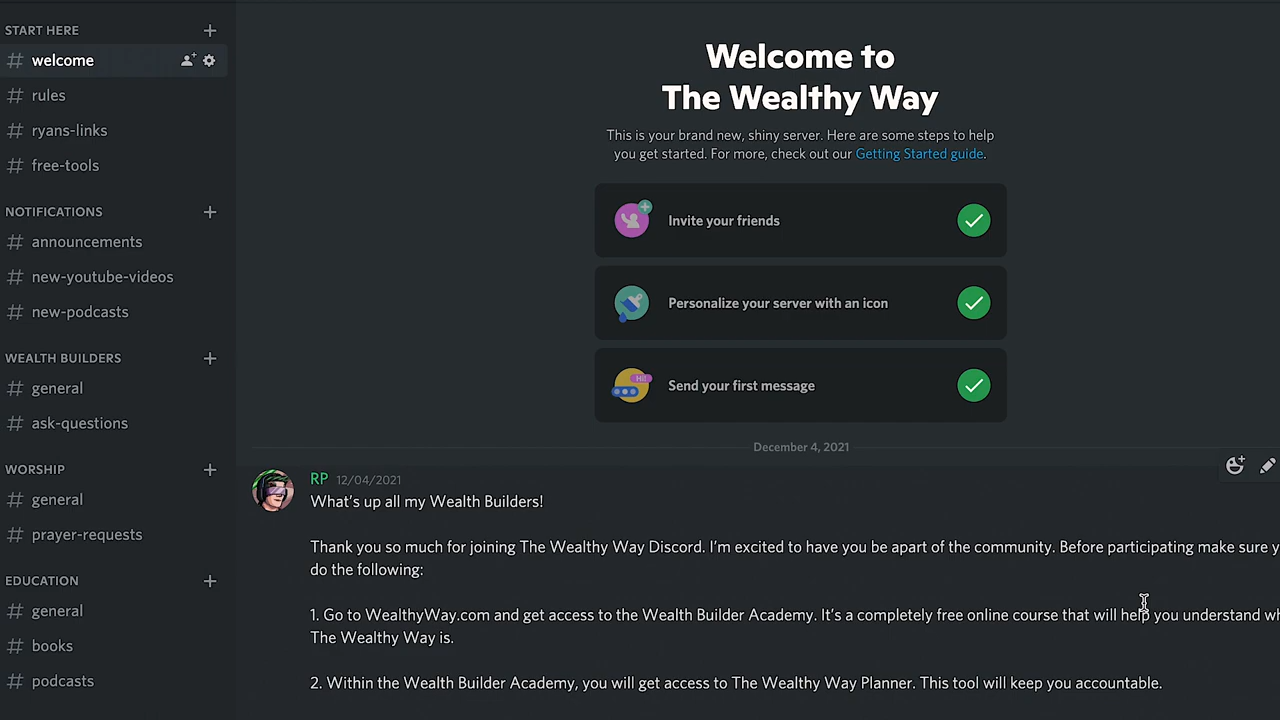 START HERE
welcome
rules
ryans-links
free-tools
NOTIFICATIONS
announcements
new-youtube-videos
new-podcasts
WEALTH BUILDERS
general
ask-questions
WORSHIP
general
prayer-requests
EDUCATION
general
books
podcasts
Welcome to
The Wealthy Way
This is your brand new, shiny server. Here are some steps to help
you get started. For more, check out our Getting Started guide.
Invite your friends
Personalize your server with an icon
Hi!
Send your first message
December 4, 2021
RP 12/04/2021
What's up all my Wealth Builders!
Thank you so much for joining The Wealthy Way Discord. I'm excited to have you be apart of the community. Before participating make sure y
do the following:
1. Go to WealthyWay.com and get access to the Wealth Builder Academy. It's a completely free online course that will help you understand wh
The Wealthy Way is.
2. Within the Wealth Builder Academy, you will get access to The Wealthy Way Planner. This tool will keep you accountable.